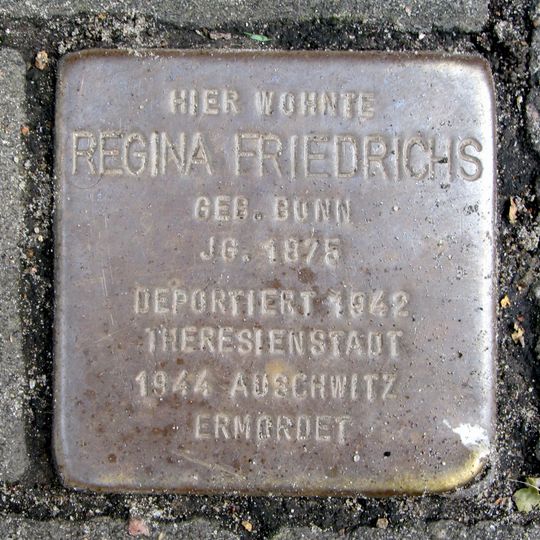 HIER WOHNTE
REGINA FRIEDRICHS
GEB. BUNN
JG. 1875
DEPORTIERT 1942
THERESIENSTADT
1944 AUSCHWITZ
ERMORDET